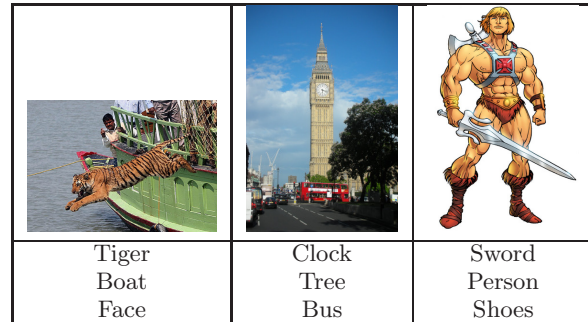 Tiger
Boat
Face
Clock
Tree
Bus
Sword
Person
Shoes